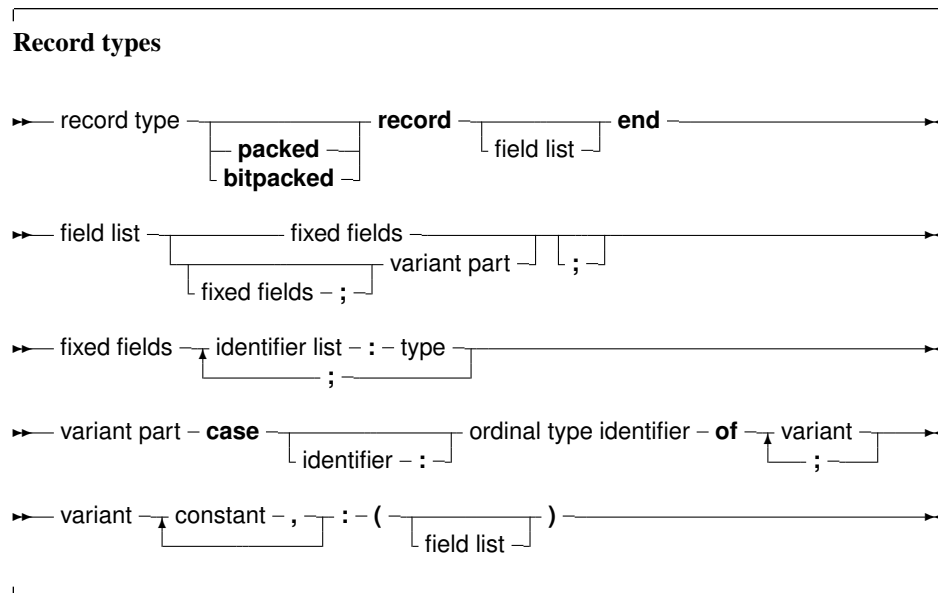 Record types
record type record end
packed field list
bitpacked
field list fixed fields
variant part ;
fixed fields ;
fixed fields identifier list : type
;
variant part case ordinal type identifier of variant
identifier : ;
variant constant , : ( )
field list